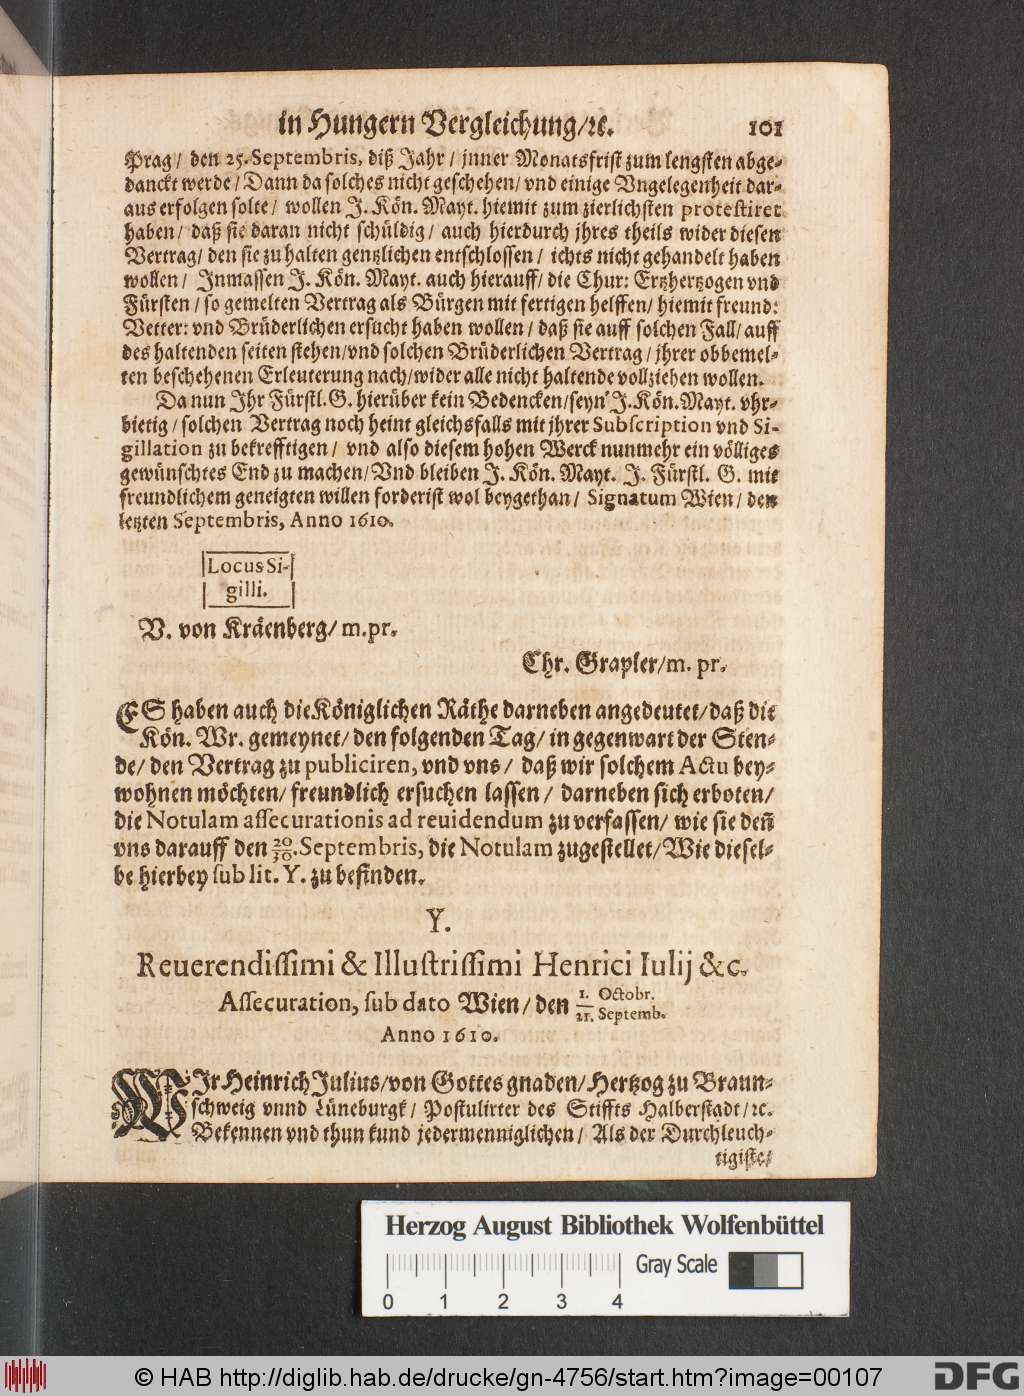 in Hungern Vergleichung/ꝛc. 101
Prag/ den 25. Septembris, diß Jahr/ jnner Monatsfrist zum lengsten abge-
danckt werde/ Dann da solches nicht geschehen/ vnd einige Vngelegenheit dar-
aus erfolgen solte/ wollen J. Kön. Mayt. hiemit zum zierlichsten protestiret
haben/ daß sie daran nicht schüldig/ auch hierdurch jhres theils wider diesen
Vertrag/ den sie zu halten gentzlichen entschlossen/ ichts nicht gehandelt haben
wollen/ Jnmassen J. Kön. Mayt. auch hierauff/ die Chur: Ertzhertzogen vnd
Fürsten/ so gemelten Vertrag als Bürgen mit fertigen helffen/ hiemit freund:
Vetter: vnd Brüderlichen ersucht haben wollen/ daß sie auff solchen Fall/ auff
des haltenden seiten stehen/ vnd solchen Brüderlichen Vertrag/ jhrer obbemel-
ten beschehenen Erleuterung nach/ wider alle nicht haltende vollziehen wollen.
Da nun Jhr Fürstl. G. hierüber kein Bedencken/ seyn J. Kön. Mayt. vhr-
bietig/ solchen Vertrag noch heint gleichsfalls mit jhrer Subscription vnd Si-
gillation zu bekrefftigen/ vnd also diesem hohen Werck nunmehr ein völliges
gewünschtes End zu machen/ Vnd bleiben J. Kön. Mayt. J. Fürstl. G. mit
freundlichem geneigten willen forderist wol beygethan/ Signatum Wien/ den
letzten Septembris, Anno 1610.
Locus Si-
gilli.
V. von Kräenberg/ m.pr.
Chr. Grapler/ m. pr.
ES haben auch die Königlichen Räthe darneben angedeutet/ daß die
Kön. Wr. gemeynet/ den folgenden Tag/ in gegenwart der Sten-
de/ den Vertrag zu publiciren, vnd vns/ daß wir solchem Actu bey-
wohnen möchten/ freundlich ersuchen lassen/ darneben sich erboten/
die Notulam assecurationis ad reuidendum zu verfassen/ wie sie deñ
vns darauff den 20/30. Septembris, die Notulam zugestellet/ Wie diesel-
be hierbey sub lit. Y. zu befinden.
Y.
Reuerendissimi & Illustrissimi Henrici Iulij &c.
Assecuration, sub dato Wien/ den 1. Octobr.
21. Septemb.
Anno 1610.
WJr Heinrich Julius/ von Gottes gnaden/ Hertzog zu Braun-
schweig vnnd Lüneburgk/ Postulirter des Stiffts Halberstadt/ ꝛc.
Bekennen vnd thun kund jedermenniglichen/ Als der Durchleuch-
tigiste/
Herzog August Bibliothek Wolfenbüttel
Gray Scale
0 1 2 3 4
© HAB http://diglib.hab.de/drucke/gn-4756/start.htm?image=00107
DFG